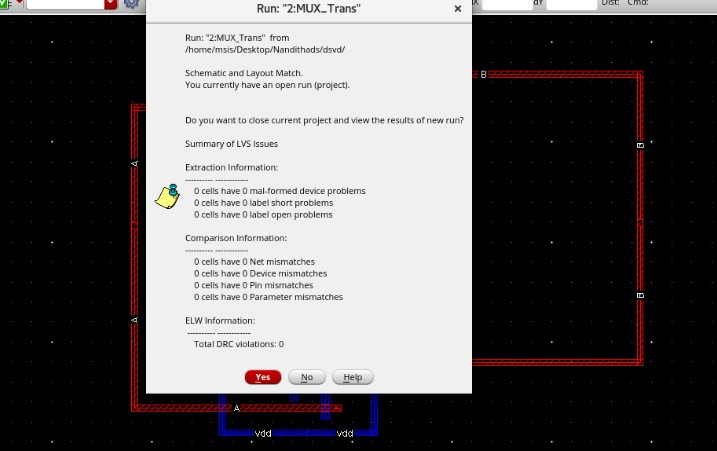 X
dY
Dist:
Cmd:
Run: "2:MUX_Trans"
Run: "2:MUX_Trans" from
/home/msis/Desktop/Nandithads/dsvd/
Schematic and Layout Match.
You currently have an open run (project).
Do you want to close current project and view the results of new run?
Summary of LVS Issues
Extraction Information:
---------- ------------
0 cells have 0 mal-formed device problems
0 cells have 0 label short problems
0 cells have 0 label open problems
Comparison Information:
---------- ------------
0 cells have 0 Net mismatches
0 cells have 0 Device mismatches
0 cells have 0 Pin mismatches
0 cells have 0 Parameter mismatches
ELW Information:
---------- ------------
Total DRC violations: 0
Yes
No
Help
A
A
A
B
B
B
vdd
vdd